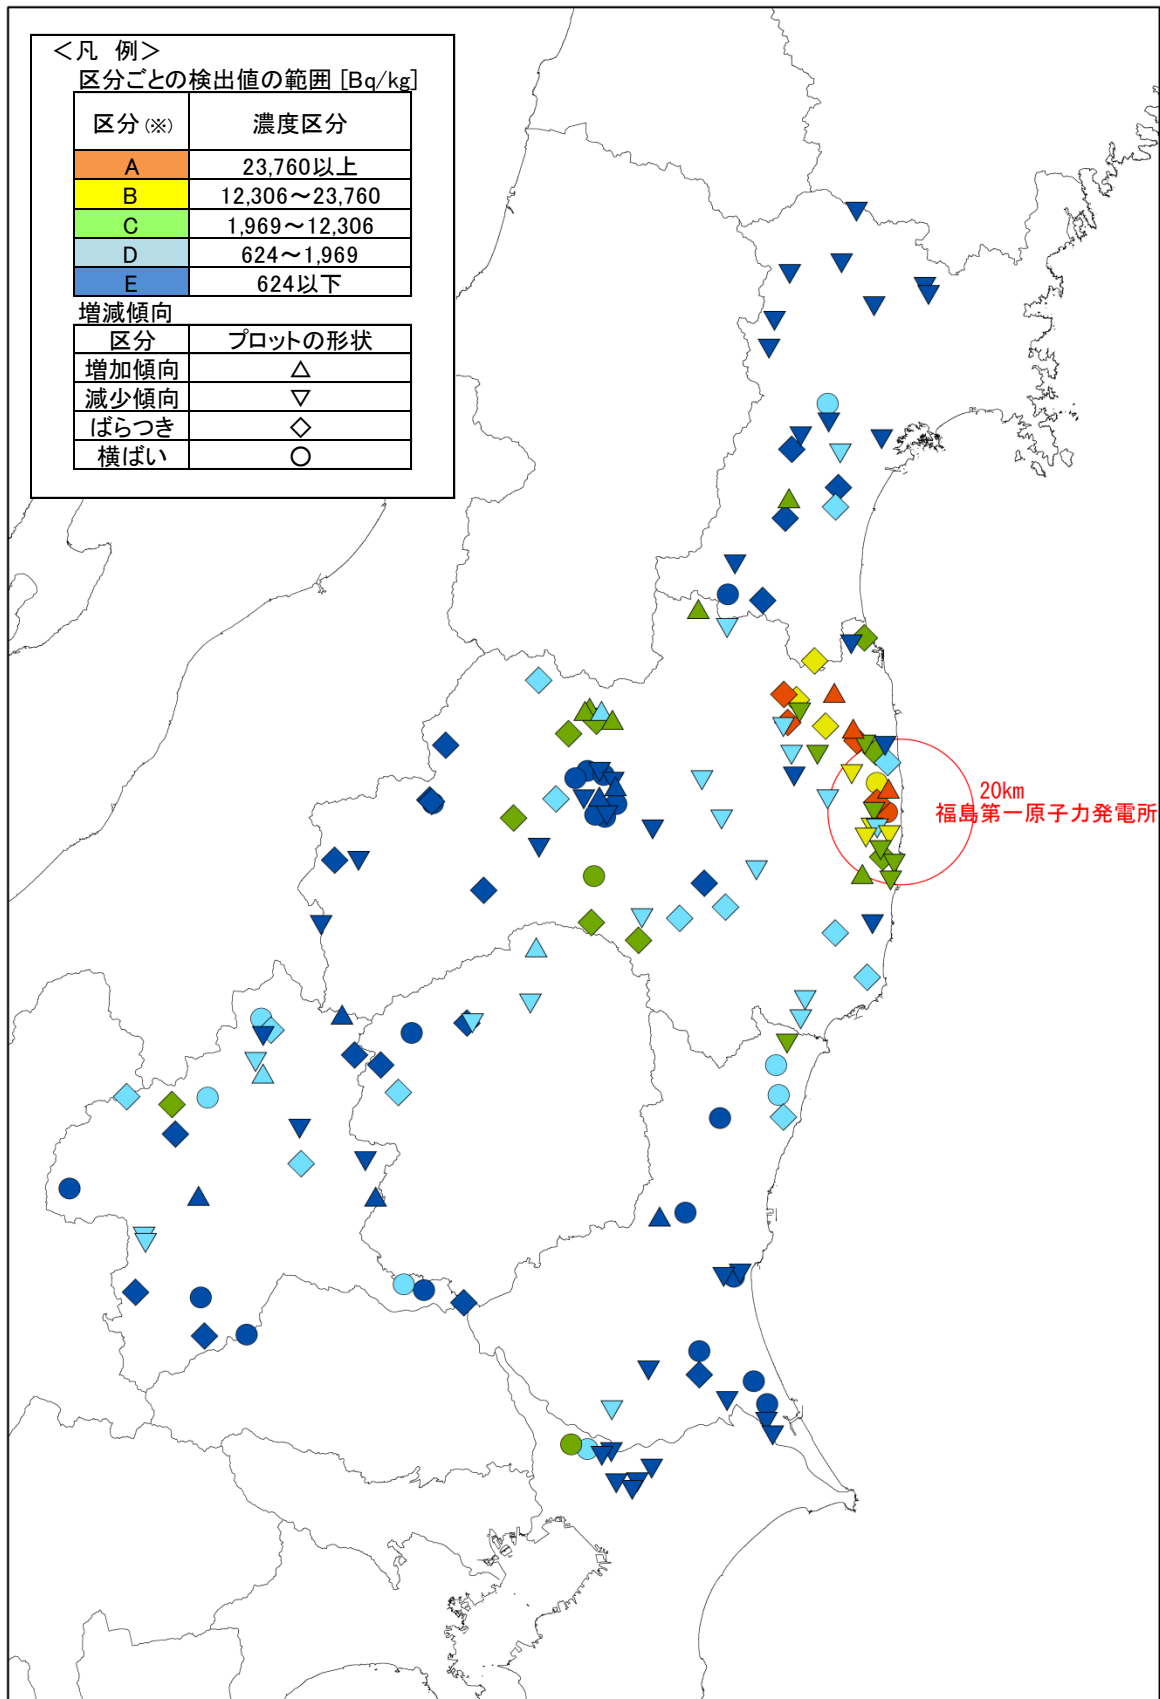 ＜凡 例＞
区分ごとの検出値の範囲 [Bq/kg]
区分(※) 濃度区分
A 23,760以上
B 12,306～23,760
C 1,969～12,306
D 624～1,969
E 624以下
増減傾向
区分 プロットの形状
増加傾向 △
減少傾向 ▽
ばらつき ◇
横ばい ○
20km
福島第一原子力発電所